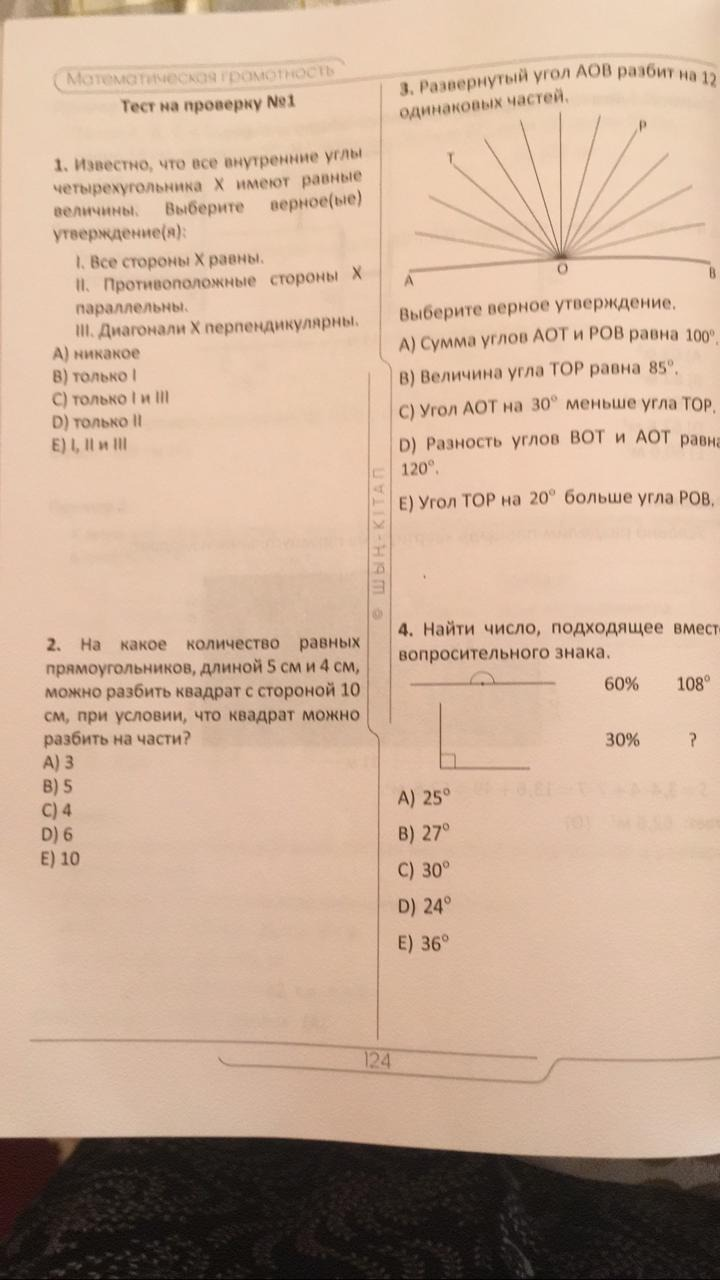 Математическая грамотность
Тест на проверку №1
1. Известно, что все внутренние углы
четырехугольника X имеют равные
величины. Выберите верное(ые)
утверждение(я):
I. Все стороны X равны.
II. Противоположные стороны X
параллельны.
III. Диагонали X перпендикулярны.
A) никакое
B) только I
C) только I и III
D) только II
E) I, II и III
2. На какое количество равных
прямоугольников, длиной 5 см и 4 см,
можно разбить квадрат с стороной 10
см, при условии, что квадрат можно
разбить на части?
A) 3
B) 5
C) 4
D) 6
E) 10
© ШЫҢ-КІТАП
3. Развернутый угол AOB разбит на 12
одинаковых частей.
T
P
A
O
B
Выберите верное утверждение.
A) Сумма углов AOT и POB равна 100°.
B) Величина угла TOP равна 85°.
C) Угол AOT на 30° меньше угла TOP.
D) Разность углов BOT и AOT равна
120°.
E) Угол TOP на 20° больше угла POB.
4. Найти число, подходящее вместо
вопросительного знака.
60% 108°
30% ?
A) 25°
B) 27°
C) 30°
D) 24°
E) 36°
124